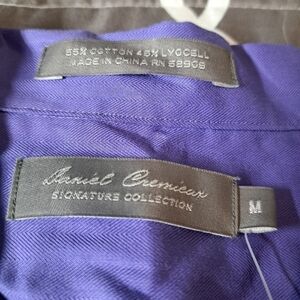 55% COTTON 45% LYOCELL
MADE IN CHINA RN 58908
Daniel Cremieux
SIGNATURE COLLECTION
M